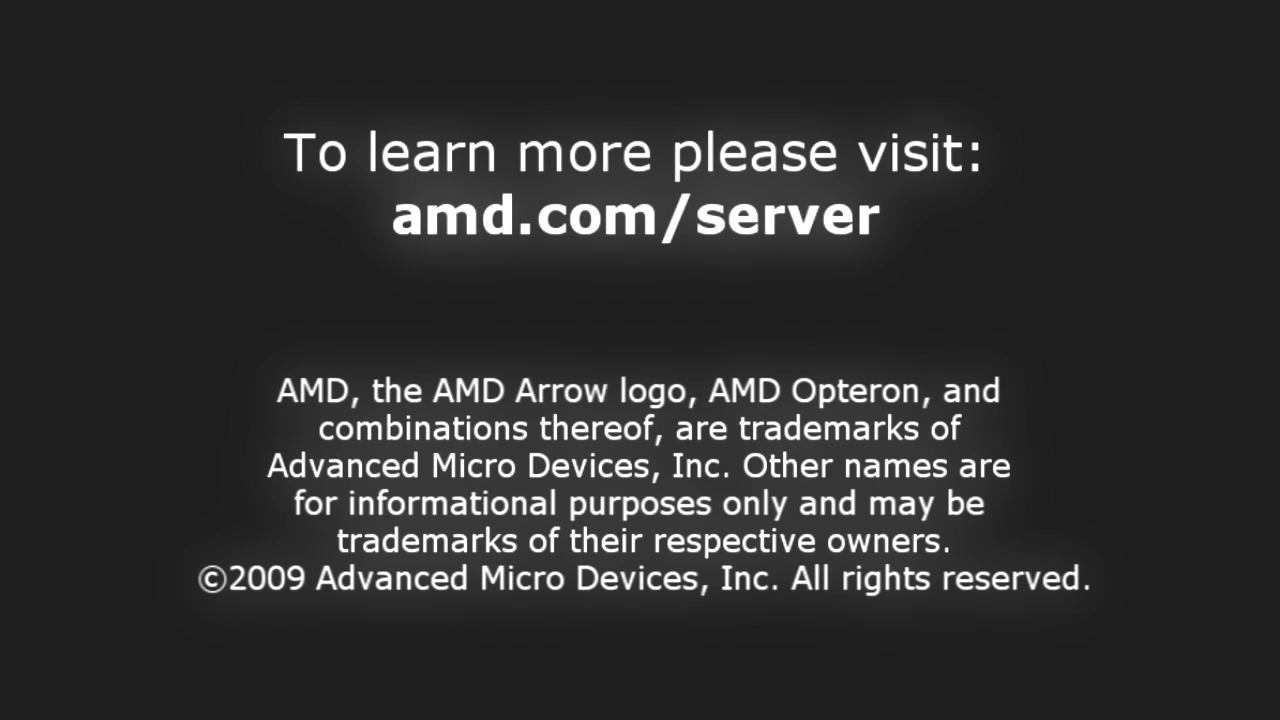 To learn more please visit:
amd.com/server
AMD, the AMD Arrow logo, AMD Opteron, and
combinations thereof, are trademarks of
Advanced Micro Devices, Inc. Other names are
for informational purposes only and may be
trademarks of their respective owners.
©2009 Advanced Micro Devices, Inc. All rights reserved.